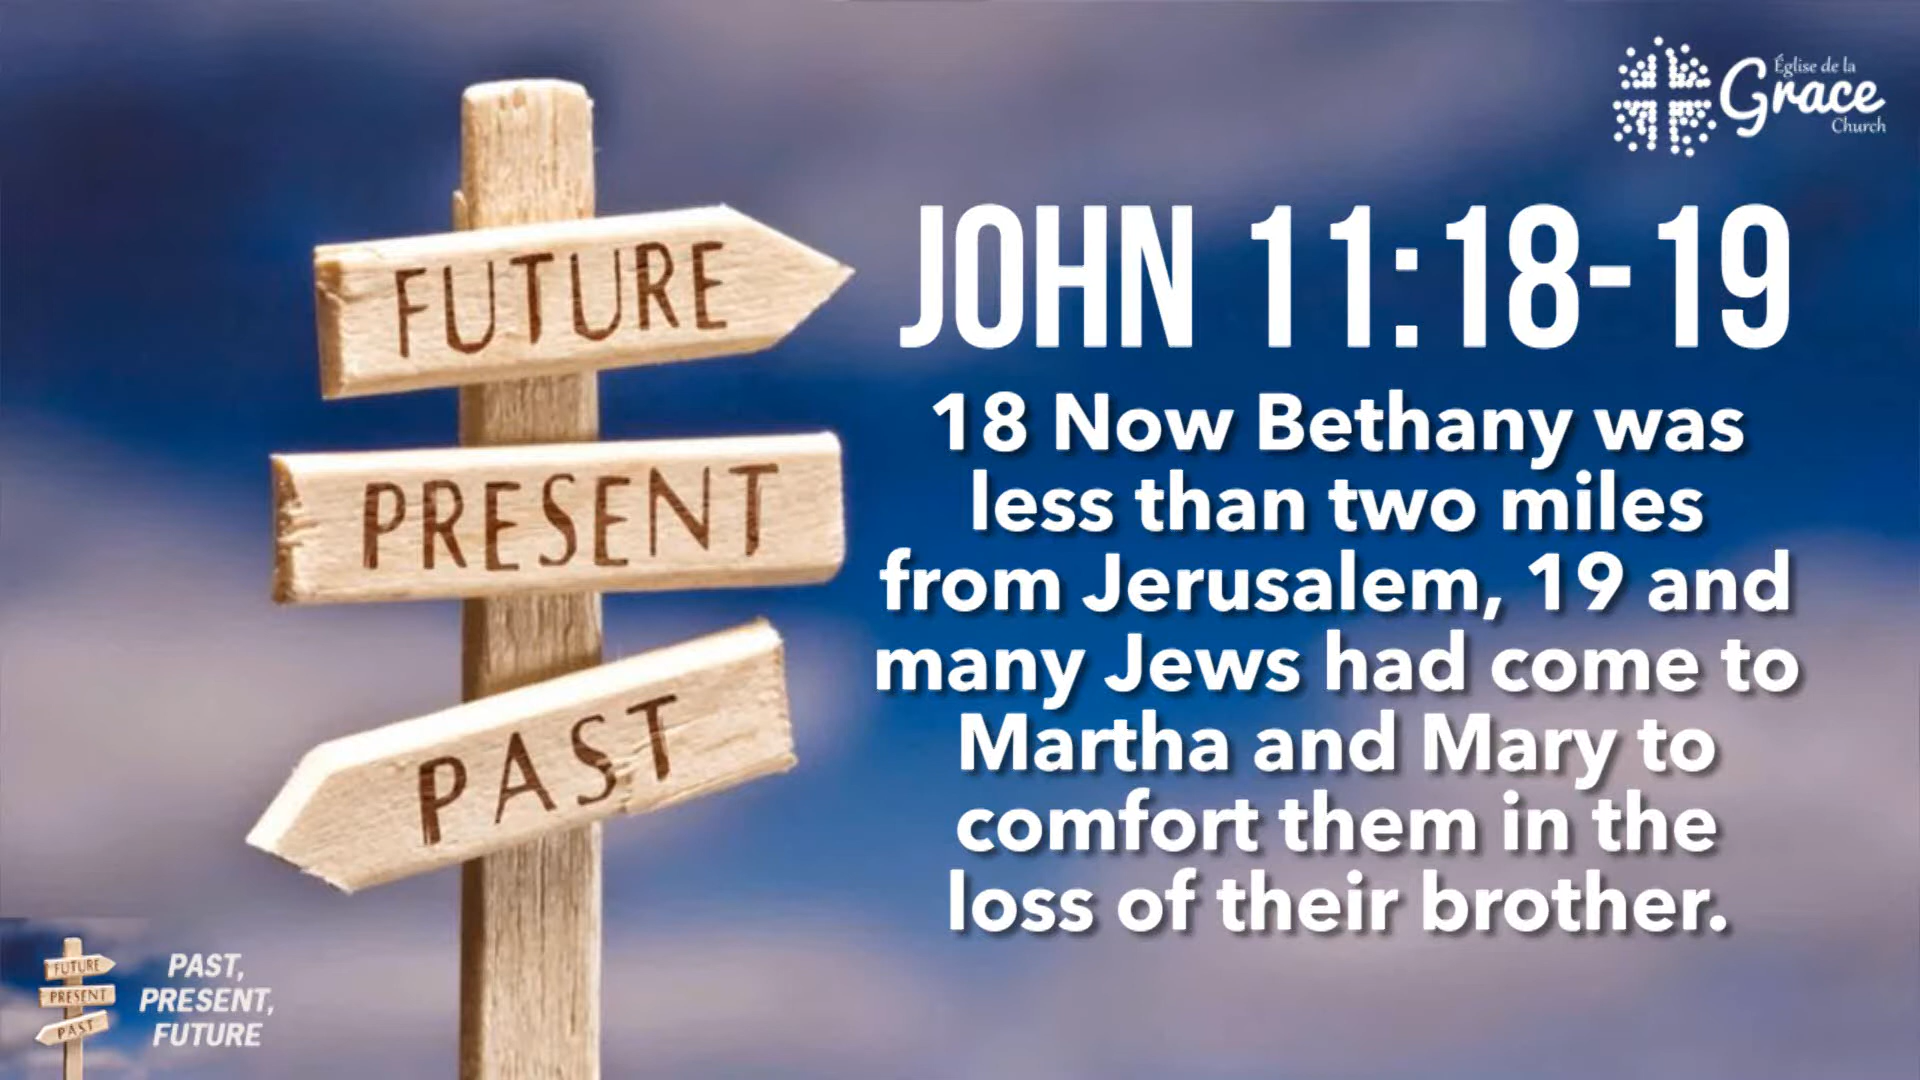 Église de la
Grace
Church
FUTURE
PRESENT
PAST
JOHN 11:18-19
18 Now Bethany was
less than two miles
from Jerusalem, 19 and
many Jews had come to
Martha and Mary to
comfort them in the
loss of their brother.
FUTURE
PRESENT
PAST
PAST,
PRESENT,
FUTURE